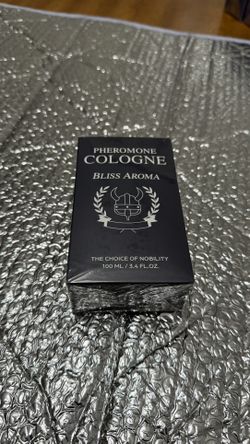 PHEROMONE
COLOGNE
BLISS AROMA
THE CHOICE OF NOBILITY
100 ML / 3.4 FL.OZ.